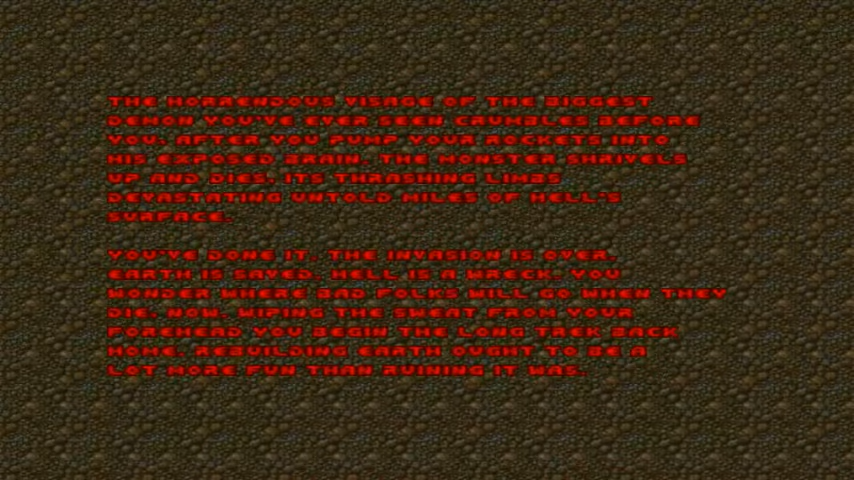 THE HORRENDOUS VISAGE OF THE BIGGEST
DEMON YOU'VE EVER SEEN CRUMBLES BEFORE
YOU, AFTER YOU PUMP YOUR ROCKETS INTO
HIS EXPOSED BRAIN. THE MONSTER SHRIVELS
UP AND DIES, ITS THRASHING LIMBS
DEVASTATING UNTOLD MILES OF HELL'S
SURFACE.
YOU'VE DONE IT. THE INVASION IS OVER.
EARTH IS SAVED. HELL IS A WRECK. YOU
WONDER WHERE BAD FOLKS WILL GO WHEN THEY
DIE, NOW. WIPING THE SWEAT FROM YOUR
FOREHEAD YOU BEGIN THE LONG TREK BACK
HOME. REBUILDING EARTH OUGHT TO BE A
LOT MORE FUN THAN RUINING IT WAS.